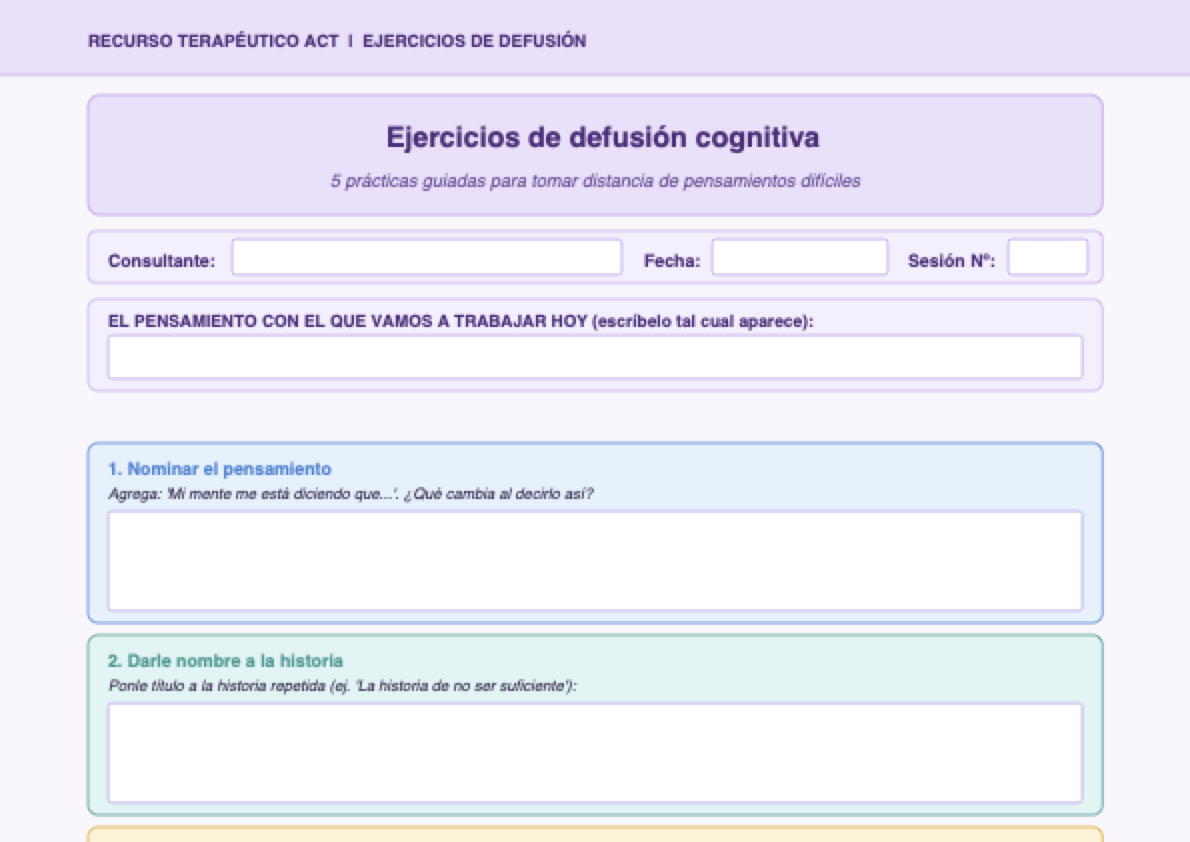 RECURSO TERAPÉUTICO ACT | EJERCICIOS DE DEFUSIÓN
Ejercicios de defusión cognitiva
5 prácticas guiadas para tomar distancia de pensamientos difíciles
Consultante: Fecha: Sesión Nº:
EL PENSAMIENTO CON EL QUE VAMOS A TRABAJAR HOY (escríbelo tal cual aparece):
1. Nominar el pensamiento
Agrega: 'Mi mente me está diciendo que...'. ¿Qué cambia al decirlo así?
2. Darle nombre a la historia
Ponle título a la historia repetida (ej. 'La historia de no ser suficiente'):